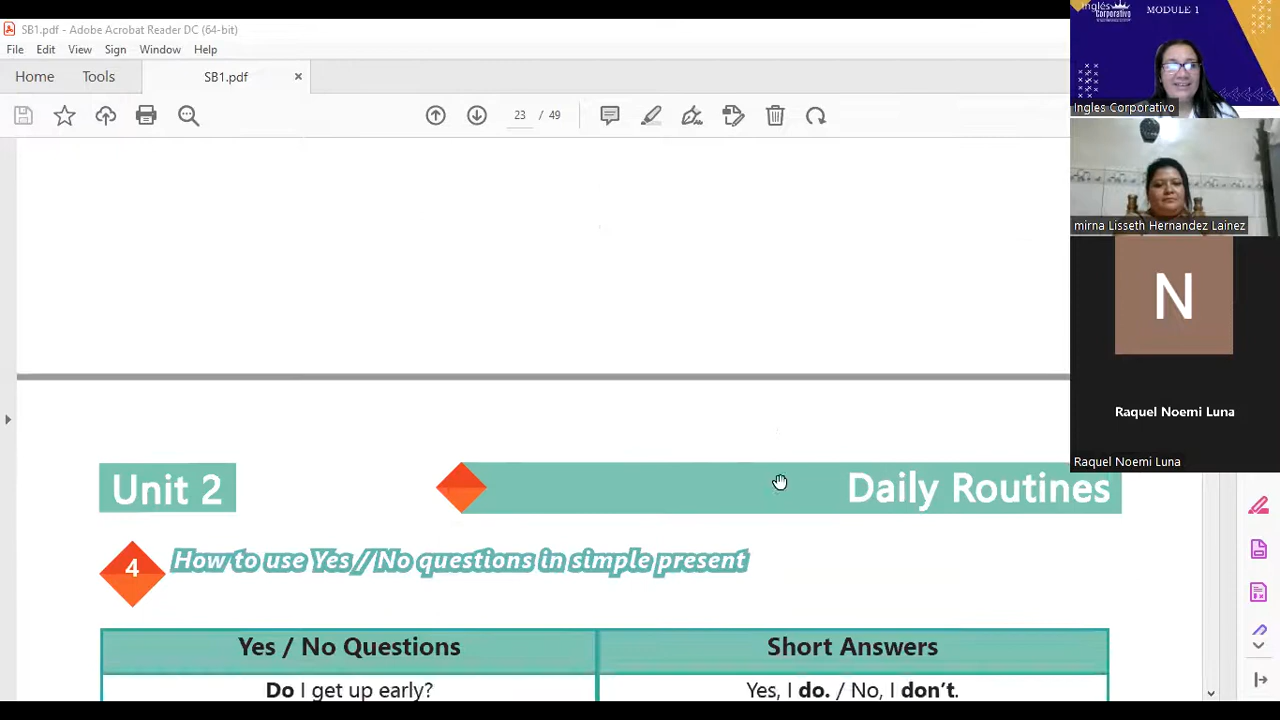 SB1.pdf - Adobe Acrobat Reader DC (64-bit)
File Edit View Sign Window Help
Home Tools SB1.pdf ×
23 / 49
Unit 2
Daily Routines
4 How to use Yes / No questions in simple present
Yes / No Questions
Short Answers
Do I get up early?
Yes, I do. / No, I don't.
Inglés
Corporativo
MODULE 1
Ingles Corporativo
mirna Lisseth Hernandez Lainez
N
Raquel Noemi Luna
Raquel Noemi Luna